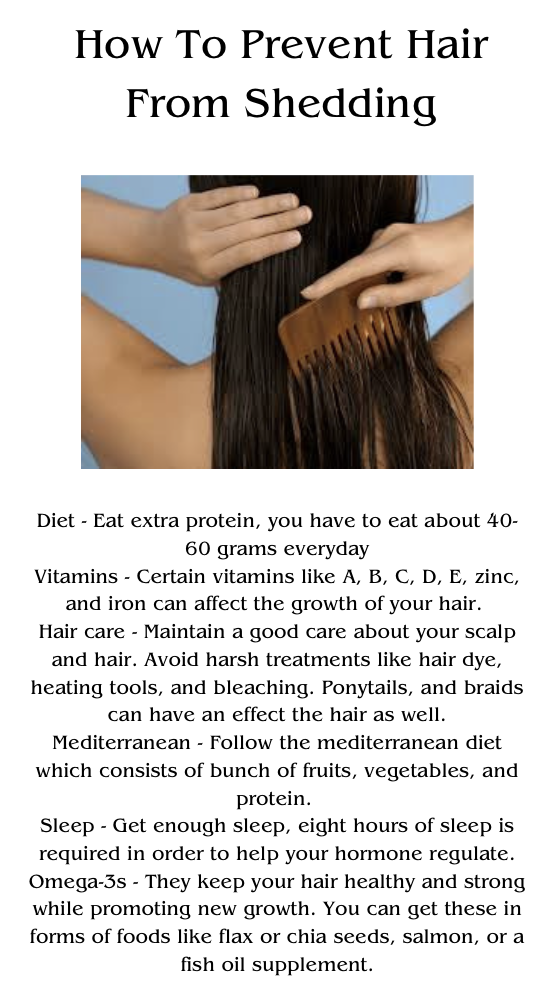 How To Prevent Hair
From Shedding
Diet - Eat extra protein, you have to eat about 40-
60 grams everyday
Vitamins - Certain vitamins like A, B, C, D, E, zinc,
and iron can affect the growth of your hair.
Hair care - Maintain a good care about your scalp
and hair. Avoid harsh treatments like hair dye,
heating tools, and bleaching. Ponytails, and braids
can have an effect the hair as well.
Mediterranean - Follow the mediterranean diet
which consists of bunch of fruits, vegetables, and
protein.
Sleep - Get enough sleep, eight hours of sleep is
required in order to help your hormone regulate.
Omega-3s - They keep your hair healthy and strong
while promoting new growth. You can get these in
forms of foods like flax or chia seeds, salmon, or a
fish oil supplement.